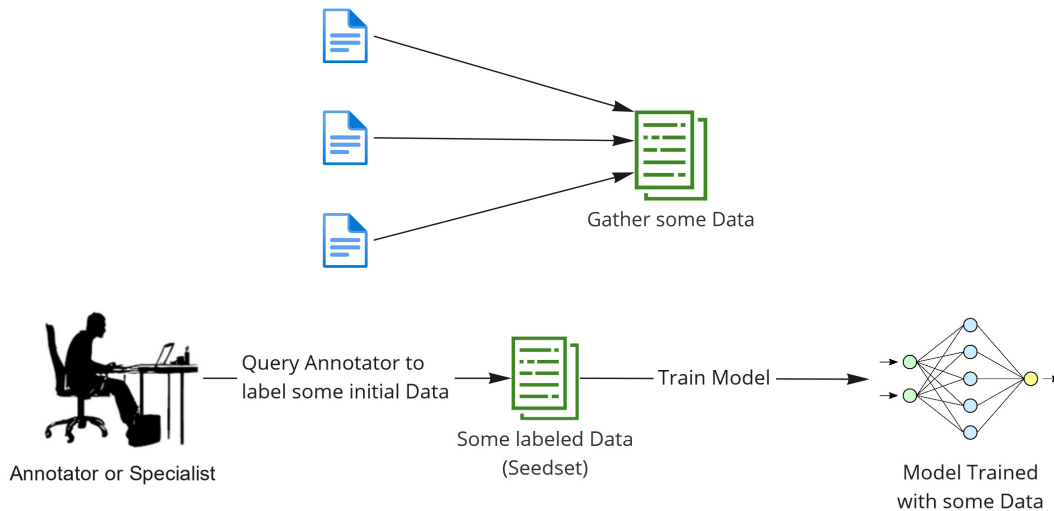 Gather some Data
Query Annotator to
label some initial Data
Train Model
Some labeled Data
(Seedset)
Annotator or Specialist
Model Trained
with some Data